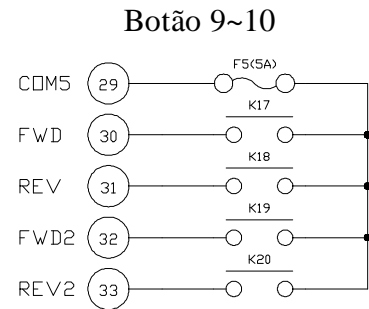 Botão 9~10
COM5 29 F5(5A)
K17
FWD 30
K18
REV 31
K19
FWD2 32
K20
REV2 33